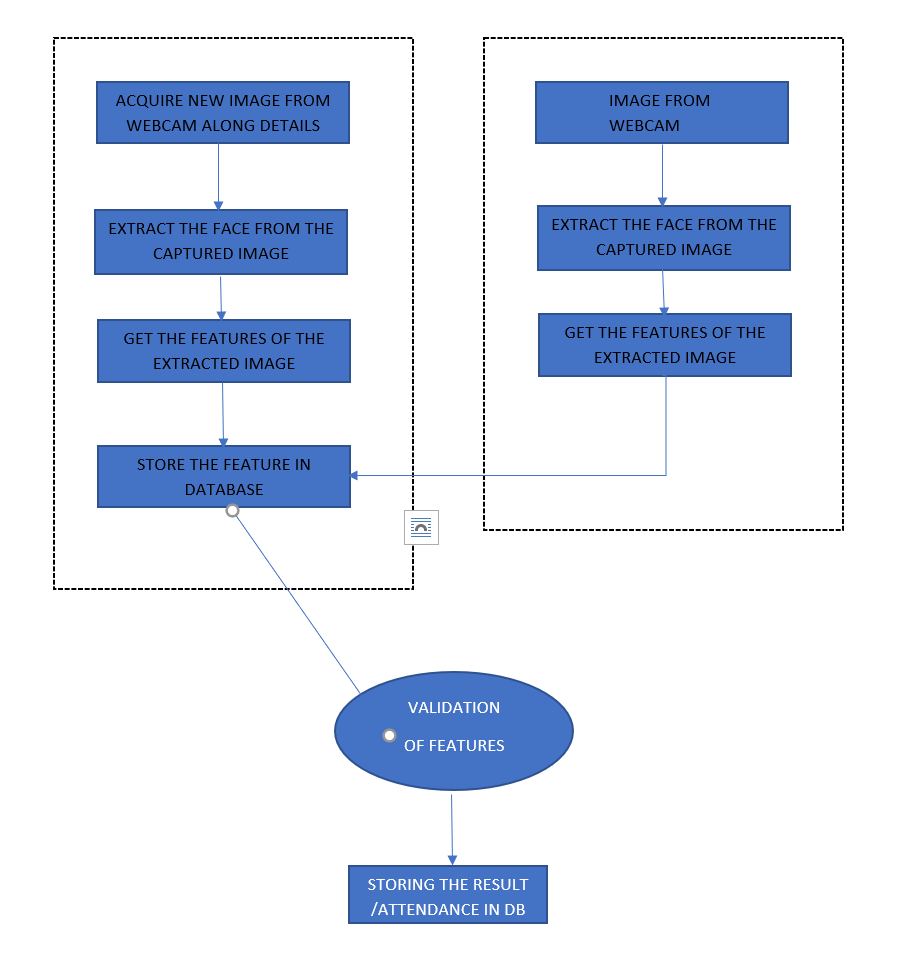 ACQUIRE NEW IMAGE FROM
WEBCAM ALONG DETAILS
EXTRACT THE FACE FROM THE
CAPTURED IMAGE
GET THE FEATURES OF THE
EXTRACTED IMAGE
STORE THE FEATURE IN
DATABASE
IMAGE FROM
WEBCAM
EXTRACT THE FACE FROM THE
CAPTURED IMAGE
GET THE FEATURES OF THE
EXTRACTED IMAGE
VALIDATION
OF FEATURES
STORING THE RESULT
/ATTENDANCE IN DB